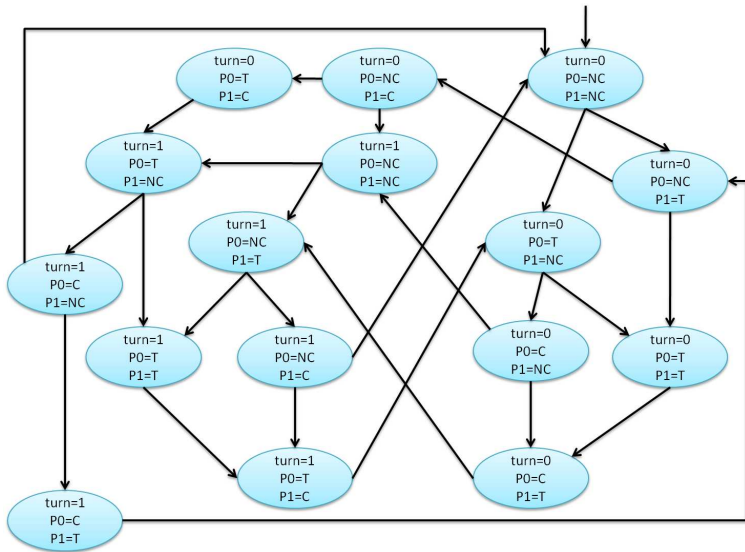 turn=0
P0=T
P1=C
turn=0
P0=NC
P1=C
turn=0
P0=NC
P1=NC
turn=1
P0=T
P1=NC
turn=1
P0=NC
P1=NC
turn=0
P0=NC
P1=T
turn=1
P0=NC
P1=T
turn=0
P0=T
P1=NC
turn=1
P0=C
P1=NC
turn=1
P0=T
P1=T
turn=1
P0=NC
P1=C
turn=0
P0=C
P1=NC
turn=0
P0=T
P1=T
turn=1
P0=T
P1=C
turn=0
P0=C
P1=T
turn=1
P0=C
P1=T